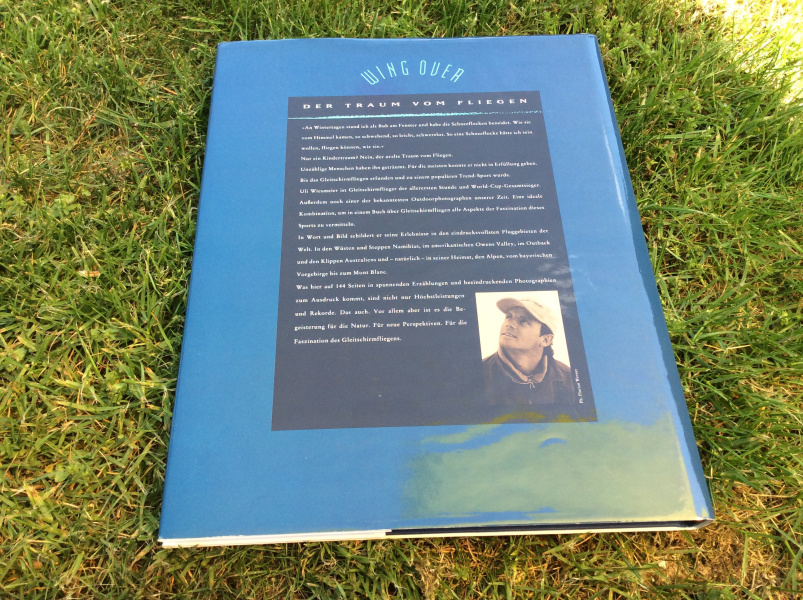 WING OVER
DER TRAUM VOM FLIEGEN
«An Wintertagen stand ich als Bub am Fenster und habe die Schneeflocken beneidet. Wie sie
vom Himmel kamen, so schwebend, so leicht, schwerelos. So eine Schneeflocke hätte ich sein
wollen, fliegen können, wie sie.»
Nur ein Kindertraum? Nein, der uralte Traum vom Fliegen.
Unzählige Menschen haben ihn geträumt. Für die meisten konnte er nicht in Erfüllung gehen.
Bis das Gleitschirmfliegen erfunden und zu einem populären Trend-Sport wurde.
Uli Wiesmeier ist Gleitschirmflieger der allerersten Stunde und World-Cup-Gesamtsieger.
Außerdem noch einer der bekanntesten Outdoorphotographen unserer Zeit. Eine ideale
Kombination, um in einem Buch über Gleitschirmfliegen alle Aspekte der Faszination dieses
Sports zu vermitteln.
In Wort und Bild schildert er seine Erlebnisse in den eindrucksvollsten Fluggebieten der
Welt. In den Wüsten und Steppen Namibias, im amerikanischen Owens Valley, im Outback
und den Klippen Australiens und – natürlich – in seiner Heimat, den Alpen, vom bayerischen
Vorgebirge bis zum Mont Blanc.
Was hier auf 144 Seiten in spannenden Erzählungen und beeindruckenden Photographien
zum Ausdruck kommt, sind nicht nur Höchstleistungen
und Rekorde. Das auch. Vor allem aber ist es die Be-
geisterung für die Natur. Für neue Perspektiven. Für die
Faszination des Gleitschirmfliegens.